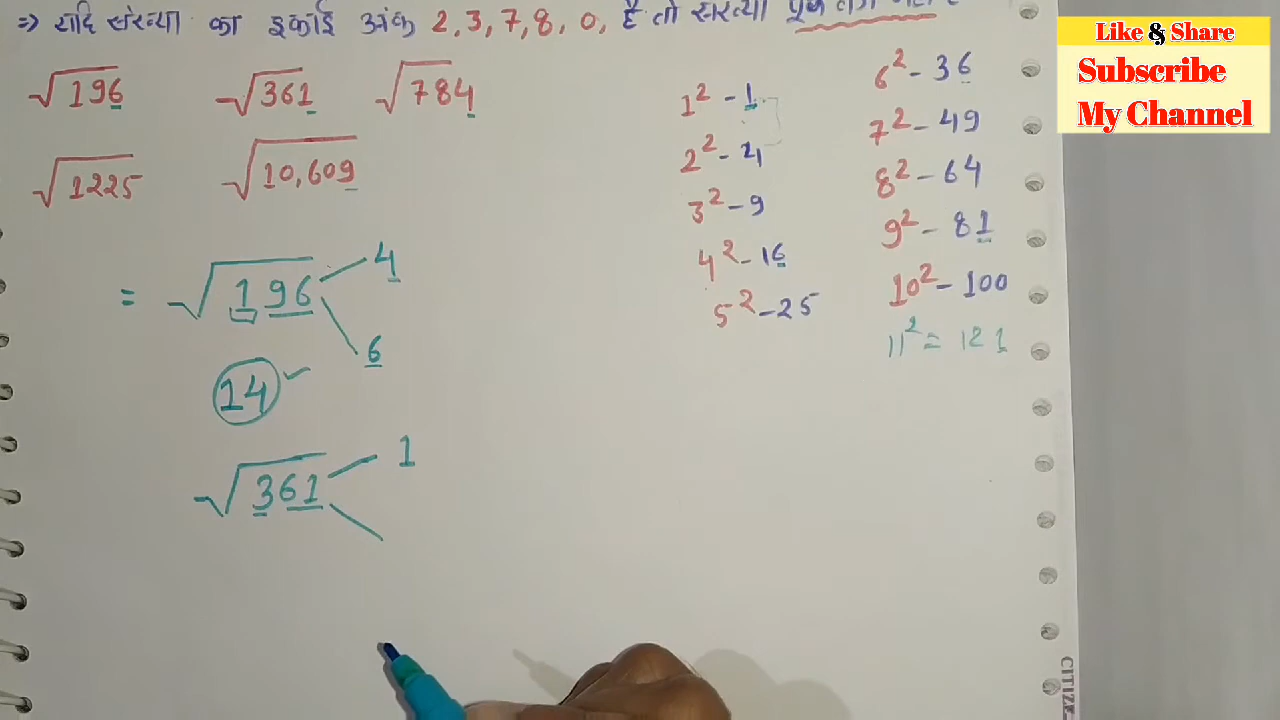 ⇒ यदि संख्या का इकाई अंक 2, 3, 7, 8, 0, है तो संख्या पूर्ण वर्ग
√196 √361 √784
√1225 √10,609
= √196 4
6
14 ✓
√361 1
1² - 1
2² - 4
3² - 9
4² - 16
5² - 25
6² - 36
7² - 49
8² - 64
9² - 81
10² - 100
11² = 121
Like & Share
Subscribe
My Channel